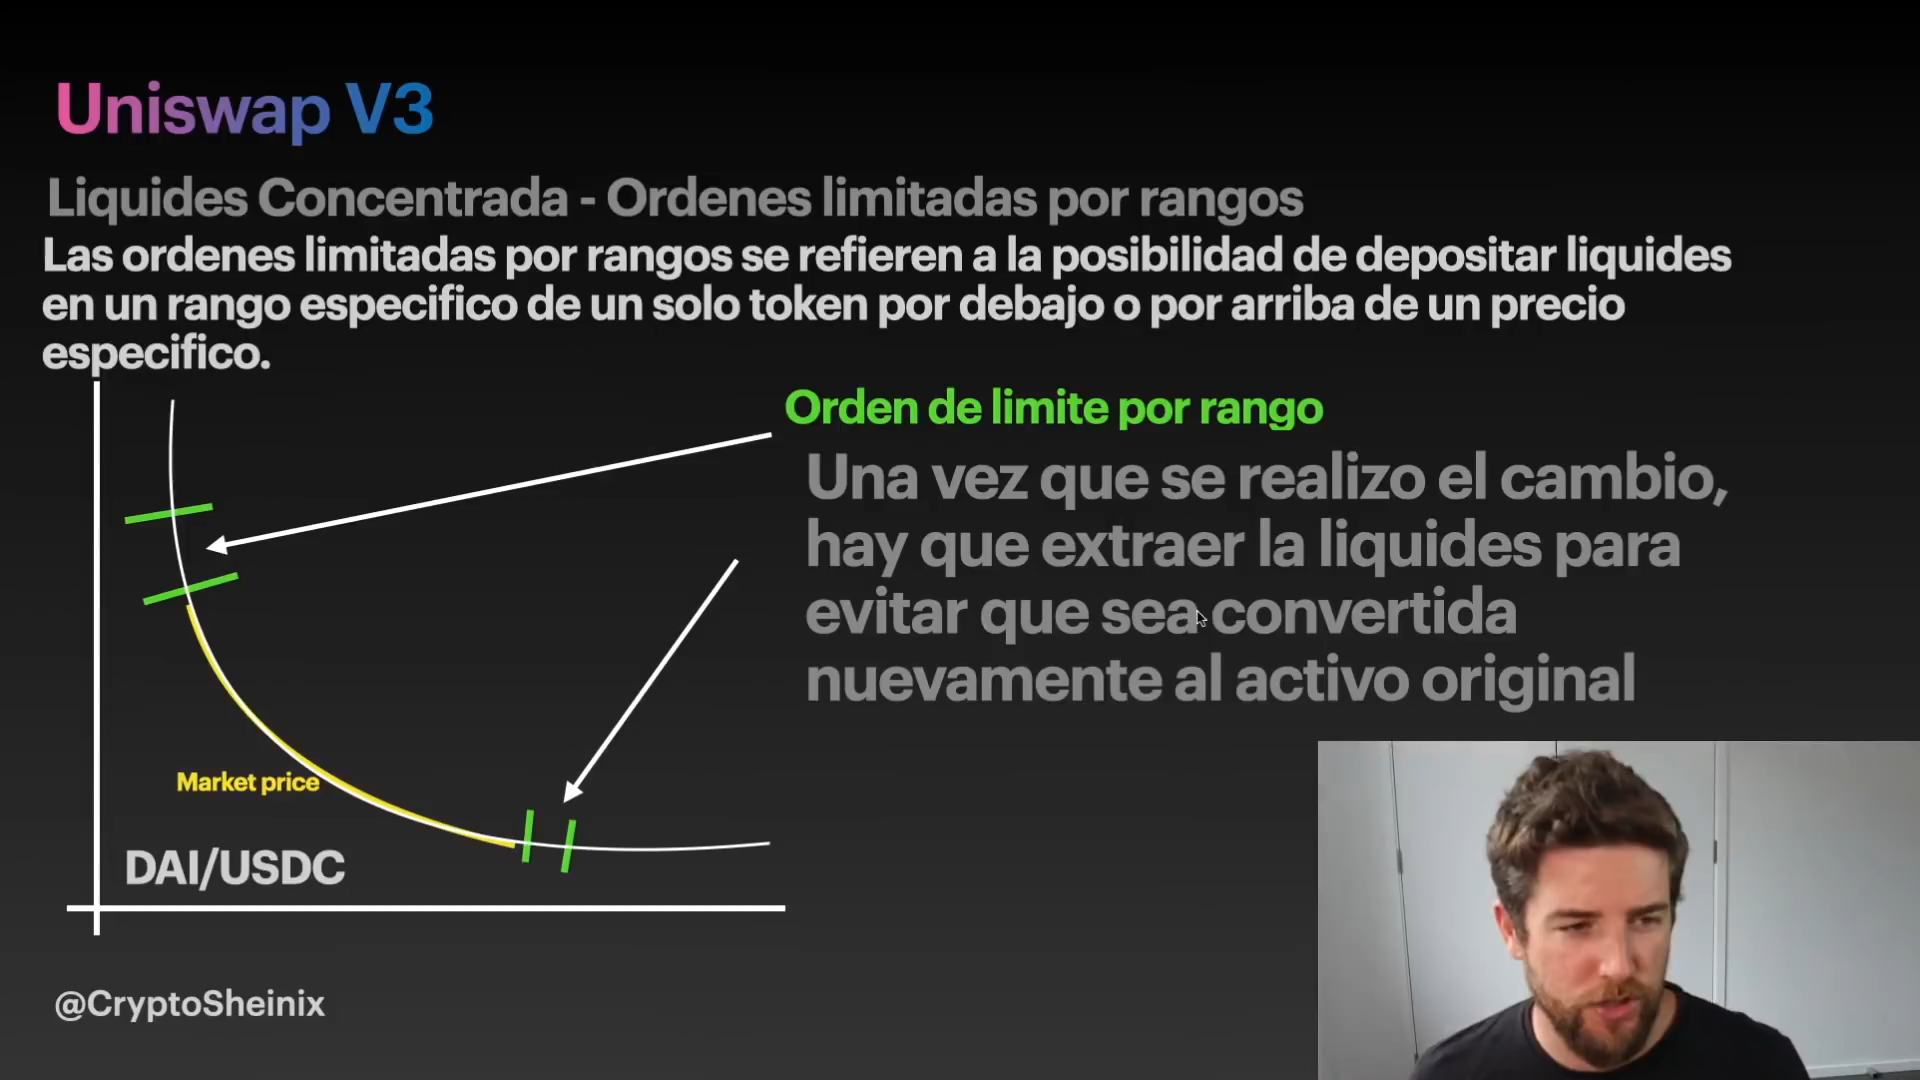 Uniswap V3
Liquides Concentrada - Ordenes limitadas por rangos
Las ordenes limitadas por rangos se refieren a la posibilidad de depositar liquides
en un rango especifico de un solo token por debajo o por arriba de un precio
especifico.
Orden de limite por rango
Una vez que se realizo el cambio,
hay que extraer la liquides para
evitar que sea convertida
nuevamente al activo original
Market price
DAI/USDC
@CryptoSheinix